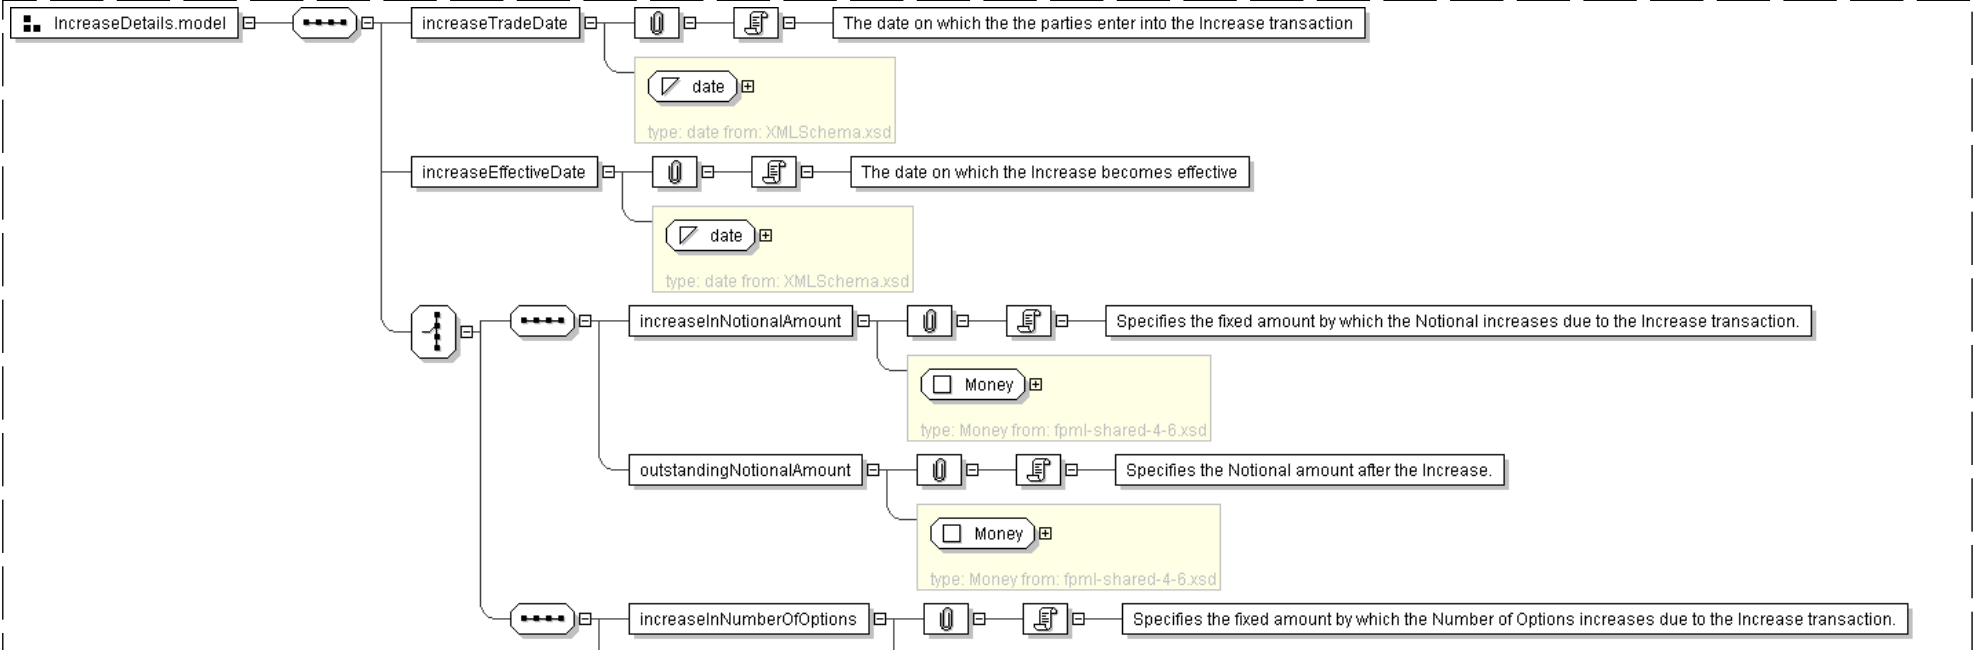 IncreaseDetails.model
increaseTradeDate
The date on which the the parties enter into the Increase transaction
date
type: date from: XMLSchema.xsd
increaseEffectiveDate
The date on which the Increase becomes effective
date
type: date from: XMLSchema.xsd
increaseInNotionalAmount
Specifies the fixed amount by which the Notional increases due to the Increase transaction.
Money
type: Money from: fpml-shared-4-6.xsd
outstandingNotionalAmount
Specifies the Notional amount after the Increase.
Money
type: Money from: fpml-shared-4-6.xsd
increaseInNumberOfOptions
Specifies the fixed amount by which the Number of Options increases due to the Increase transaction.